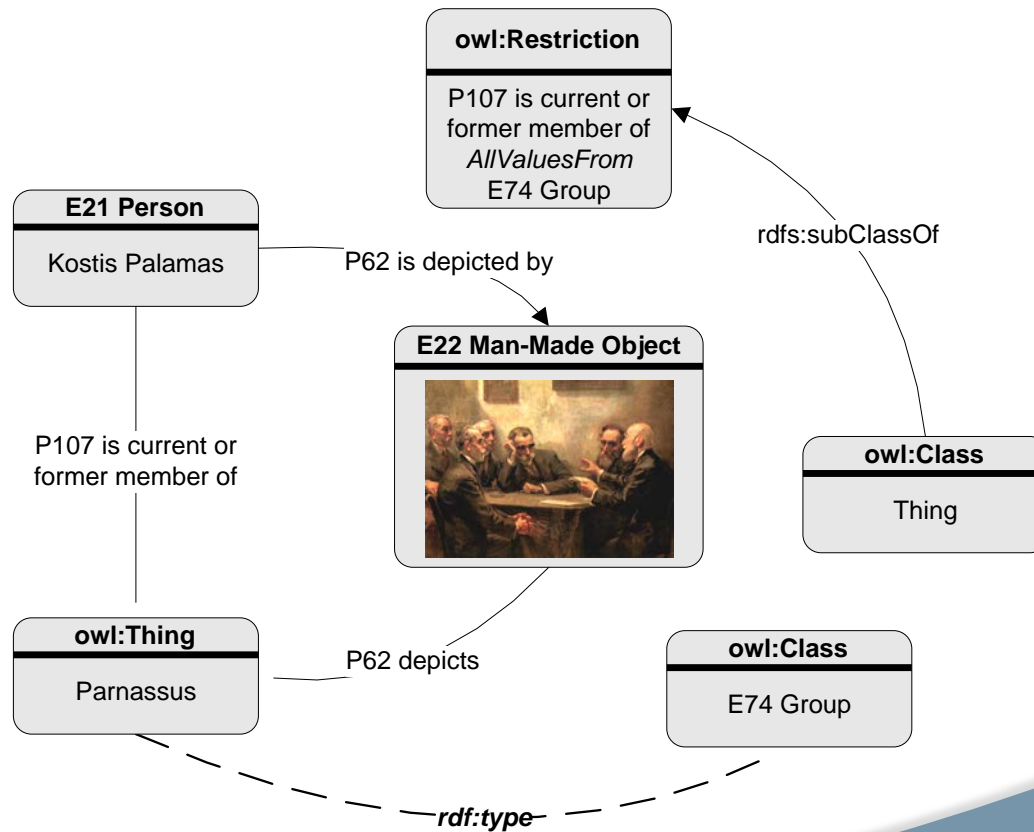 owl:Restriction
P107 is current or
former member of
AllValuesFrom
E74 Group
E21 Person
Kostis Palamas
P62 is depicted by
rdfs:subClassOf
E22 Man-Made Object
P107 is current or
former member of
owl:Class
Thing
owl:Thing
Parnassus
P62 depicts
owl:Class
E74 Group
rdf:type